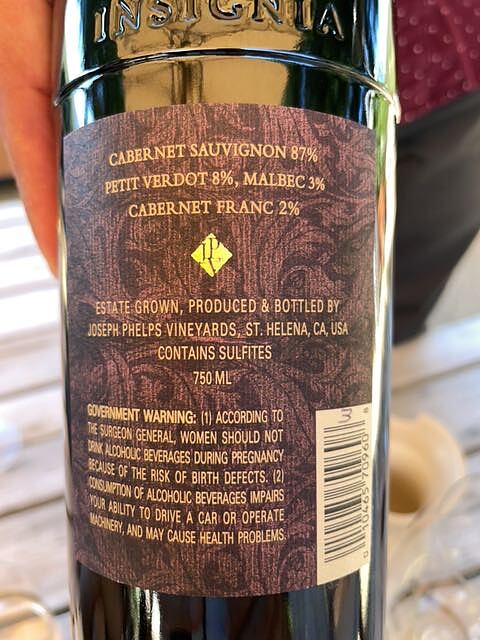 INSIGNIA
CABERNET SAUVIGNON 87%
PETIT VERDOT 8%, MALBEC 3%
CABERNET FRANC 2%
ESTATE GROWN, PRODUCED & BOTTLED BY
JOSEPH PHELPS VINEYARDS, ST. HELENA, CA, USA
CONTAINS SULFITES
750 ML
GOVERNMENT WARNING: (1) ACCORDING TO
THE SURGEON GENERAL, WOMEN SHOULD NOT
DRINK ALCOHOLIC BEVERAGES DURING PREGNANCY
BECAUSE OF THE RISK OF BIRTH DEFECTS. (2)
CONSUMPTION OF ALCOHOLIC BEVERAGES IMPAIRS
YOUR ABILITY TO DRIVE A CAR OR OPERATE
MACHINERY, AND MAY CAUSE HEALTH PROBLEMS.